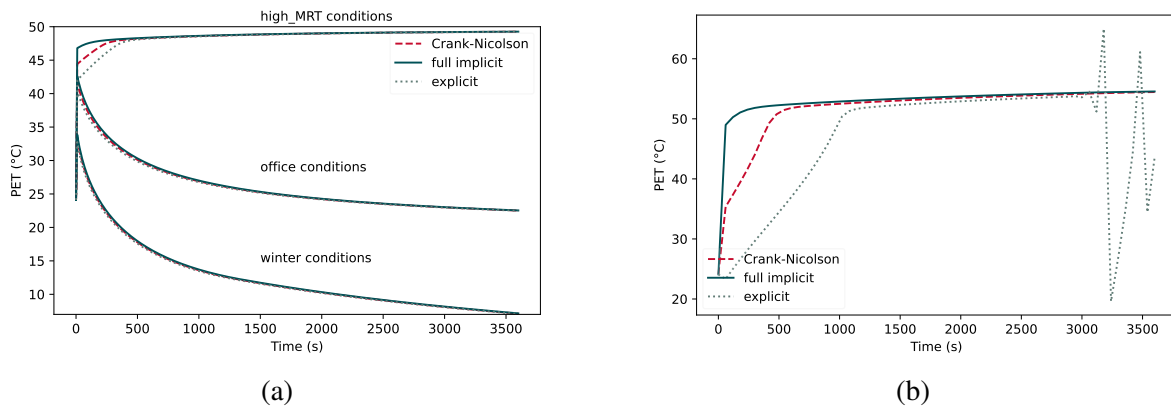 high_MRT conditions
50
45
40
35
30
25
20
15
10
PET (°C)
Crank-Nicolson
full implicit
explicit
office conditions
winter conditions
0 500 1000 1500 2000 2500 3000 3500
Time (s)
(a)
60
50
40
30
20
PET (°C)
Crank-Nicolson
full implicit
explicit
0 500 1000 1500 2000 2500 3000 3500
Time (s)
(b)